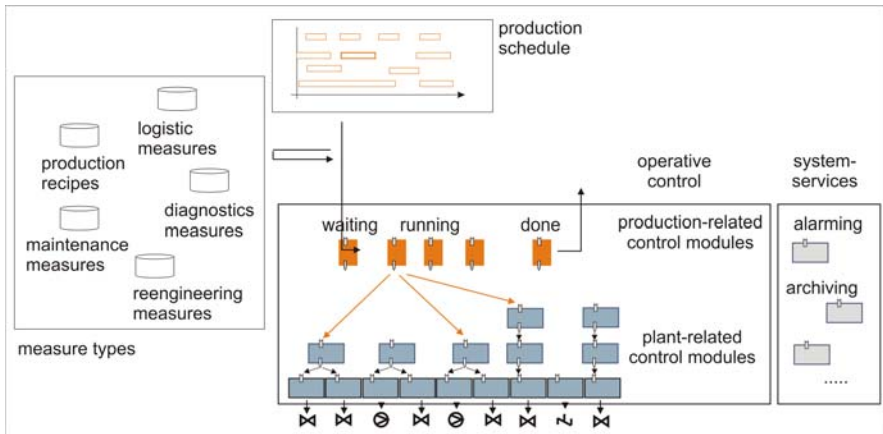 production
schedule
logistic
measures
production
recipes
diagnostics
measures
maintenance
measures
reengineering
measures
measure types
operative
control
system-
services
waiting
running
done
production-related
control modules
plant-related
control modules
alarming
archiving
.....